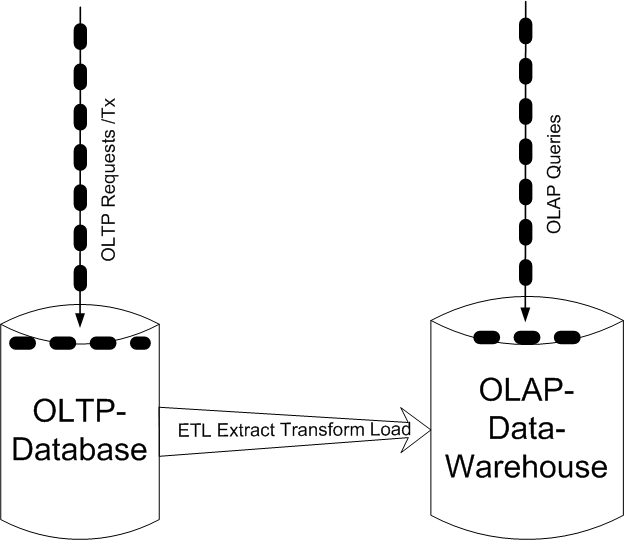 OLTP Requests /Tx
OLAP Queries
OLTP-
Database
ETL Extract Transform Load
OLAP-
Data-
Warehouse